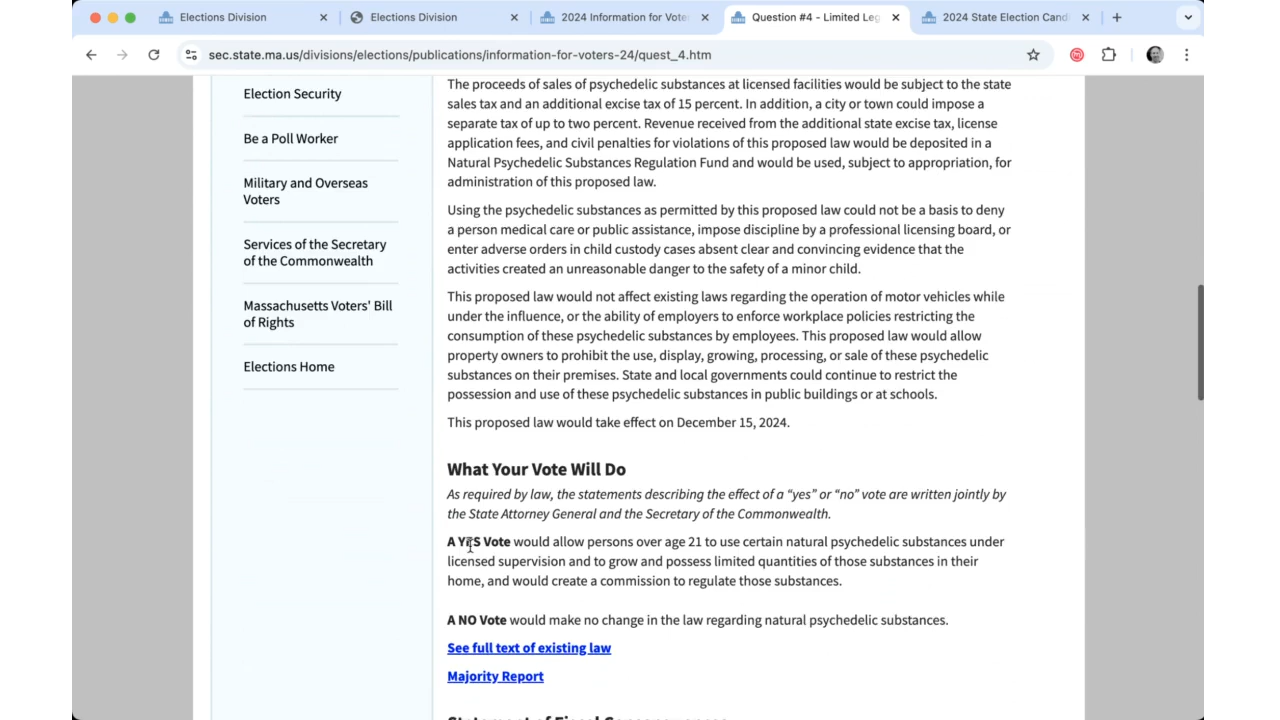 Elections Division
Elections Division
2024 Information for Vote
Question #4 - Limited Leg
2024 State Election Cand
sec.state.ma.us/divisions/elections/publications/information-for-voters-24/quest_4.htm
Election Security
Be a Poll Worker
Military and Overseas
Voters
Services of the Secretary
of the Commonwealth
Massachusetts Voters' Bill
of Rights
Elections Home
The proceeds of sales of psychedelic substances at licensed facilities would be subject to the state
sales tax and an additional excise tax of 15 percent. In addition, a city or town could impose a
separate tax of up to two percent. Revenue received from the additional state excise tax, license
application fees, and civil penalties for violations of this proposed law would be deposited in a
Natural Psychedelic Substances Regulation Fund and would be used, subject to appropriation, for
administration of this proposed law.
Using the psychedelic substances as permitted by this proposed law could not be a basis to deny
a person medical care or public assistance, impose discipline by a professional licensing board, or
enter adverse orders in child custody cases absent clear and convincing evidence that the
activities created an unreasonable danger to the safety of a minor child.
This proposed law would not affect existing laws regarding the operation of motor vehicles while
under the influence, or the ability of employers to enforce workplace policies restricting the
consumption of these psychedelic substances by employees. This proposed law would allow
property owners to prohibit the use, display, growing, processing, or sale of these psychedelic
substances on their premises. State and local governments could continue to restrict the
possession and use of these psychedelic substances in public buildings or at schools.
This proposed law would take effect on December 15, 2024.
What Your Vote Will Do
As required by law, the statements describing the effect of a “yes” or “no” vote are written jointly by
the State Attorney General and the Secretary of the Commonwealth.
A YES Vote would allow persons over age 21 to use certain natural psychedelic substances under
licensed supervision and to grow and possess limited quantities of those substances in their
home, and would create a commission to regulate those substances.
A NO Vote would make no change in the law regarding natural psychedelic substances.
See full text of existing law
Majority Report
Statement of Fiscal Consequences